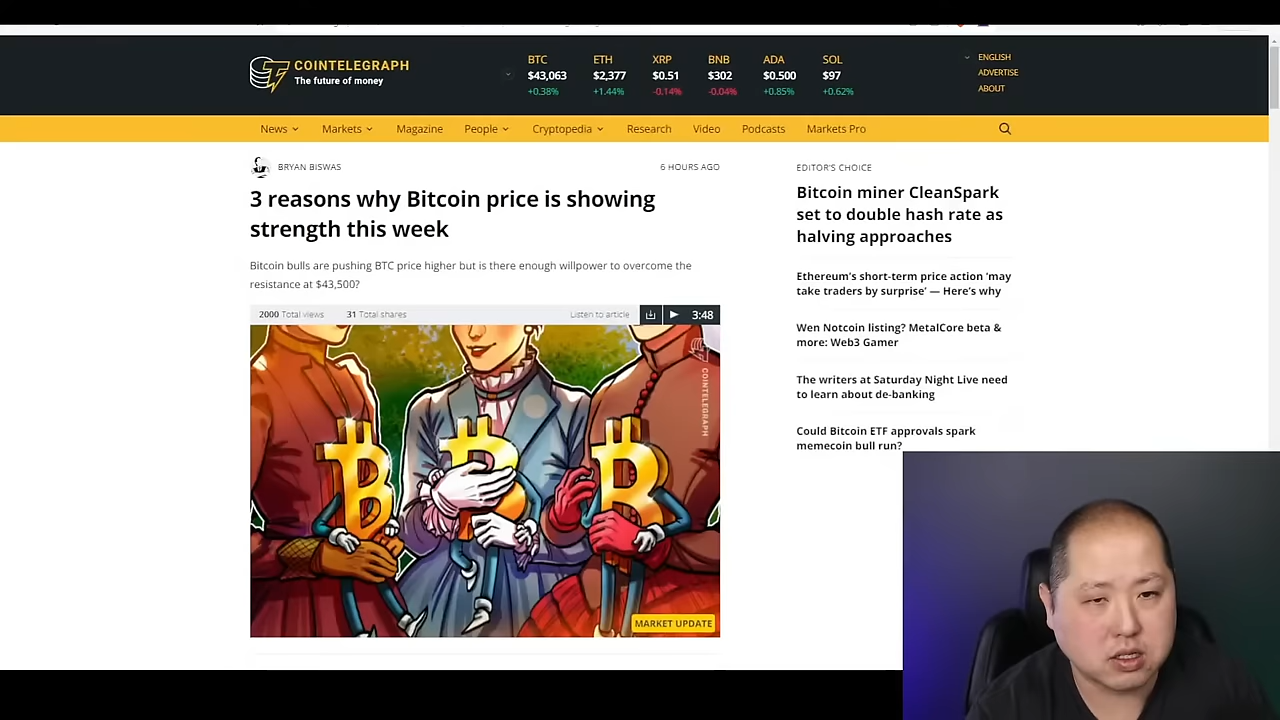 COINTELEGRAPH
The future of money
BTC
$43,063
+0.38%
ETH
$2,377
+1.44%
XRP
$0.51
-0.14%
BNB
$302
-0.04%
ADA
$0.500
+0.85%
SOL
$97
+0.62%
ENGLISH
ADVERTISE
ABOUT
News
Markets
Magazine
People
Cryptopedia
Research
Video
Podcasts
Markets Pro
BRYAN BISWAS
6 HOURS AGO
3 reasons why Bitcoin price is showing
strength this week
Bitcoin bulls are pushing BTC price higher but is there enough willpower to overcome the
resistance at $43,500?
2000 Total views
31 Total shares
Listen to article
3:48
COINTELEGRAPH
MARKET UPDATE
EDITOR'S CHOICE
Bitcoin miner CleanSpark
set to double hash rate as
halving approaches
Ethereum's short-term price action 'may
take traders by surprise' — Here's why
Wen Notcoin listing? MetalCore beta &
more: Web3 Gamer
The writers at Saturday Night Live need
to learn about de-banking
Could Bitcoin ETF approvals spark
memecoin bull run?